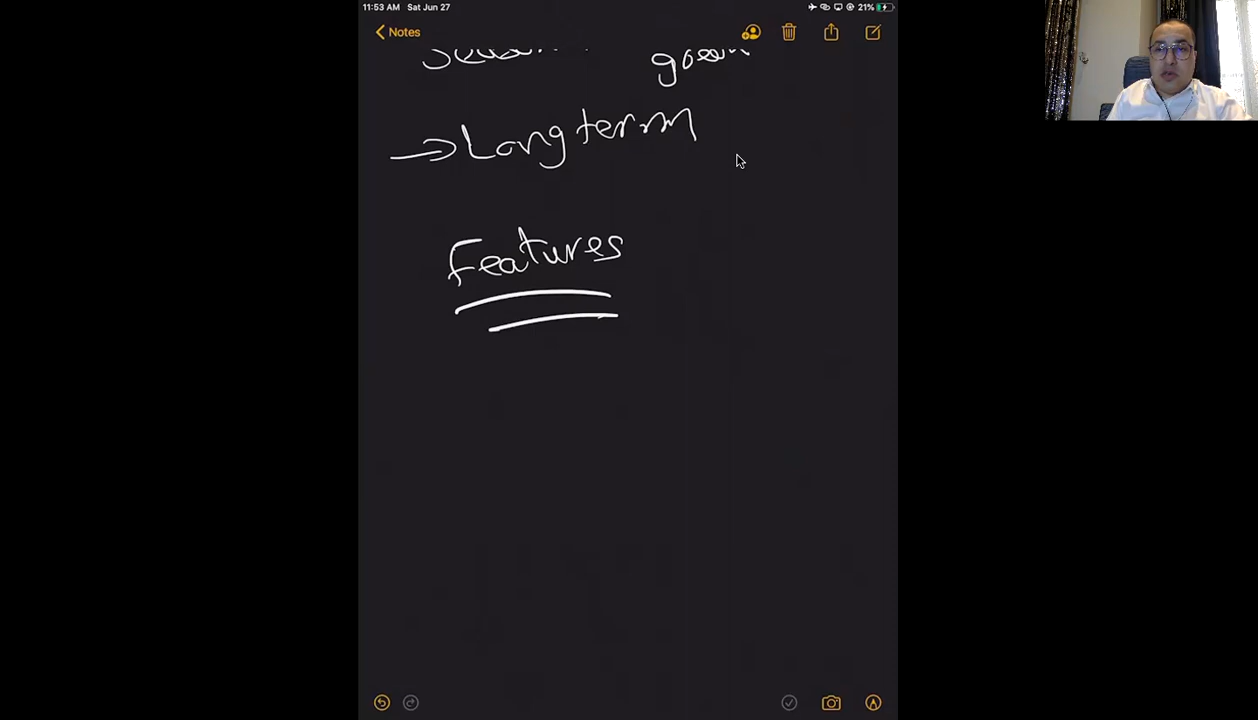 11:53 AM Sat Jun 27 21%
Notes
→ Long term
Features